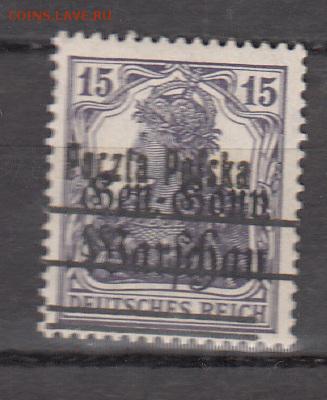 COINS.LAVE.RU
15 15
Poczta Polska
Gen.-Gouv.
Warschau
DEUTSCHES REICH